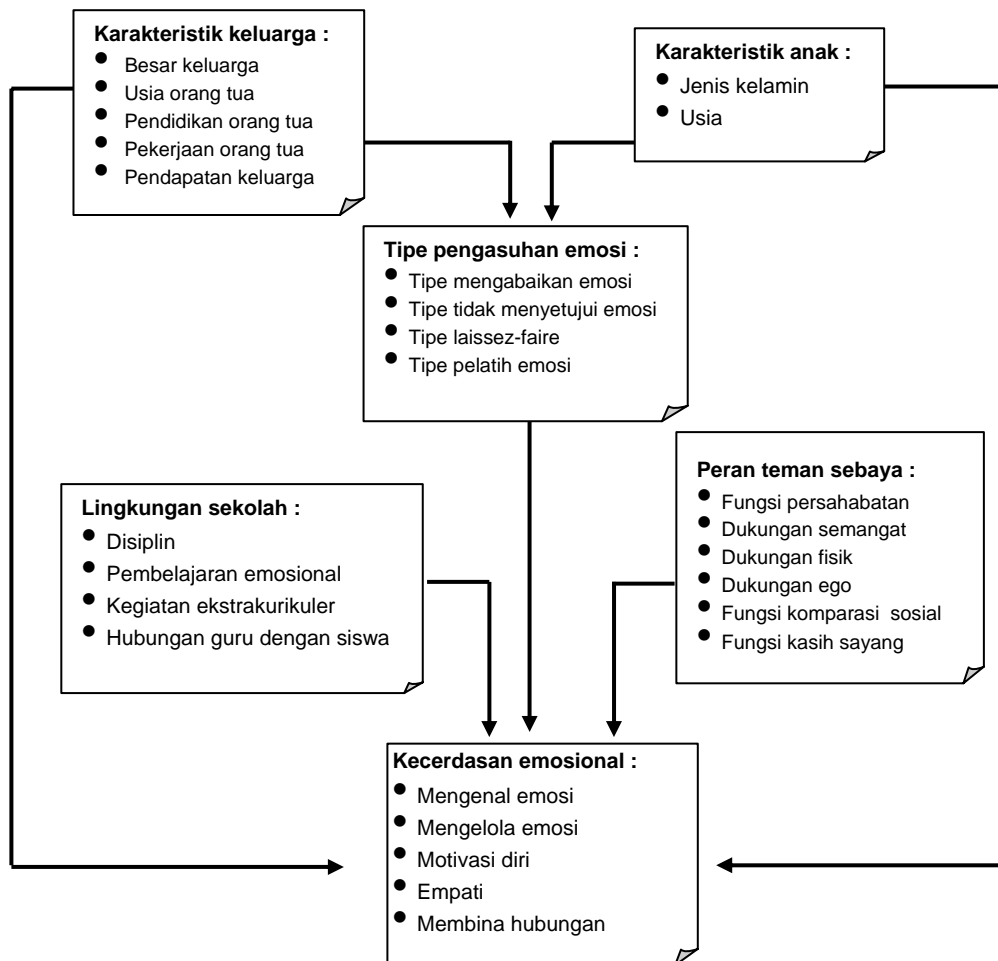 Karakteristik keluarga :
● Besar keluarga
● Usia orang tua
● Pendidikan orang tua
● Pekerjaan orang tua
● Pendapatan keluarga
Karakteristik anak :
● Jenis kelamin
● Usia
Tipe pengasuhan emosi :
● Tipe mengabaikan emosi
● Tipe tidak menyetujui emosi
● Tipe laissez-faire
● Tipe pelatih emosi
Lingkungan sekolah :
● Disiplin
● Pembelajaran emosional
● Kegiatan ekstrakurikuler
● Hubungan guru dengan siswa
Peran teman sebaya :
● Fungsi persahabatan
● Dukungan semangat
● Dukungan fisik
● Dukungan ego
● Fungsi komparasi sosial
● Fungsi kasih sayang
Kecerdasan emosional :
● Mengenal emosi
● Mengelola emosi
● Motivasi diri
● Empati
● Membina hubungan